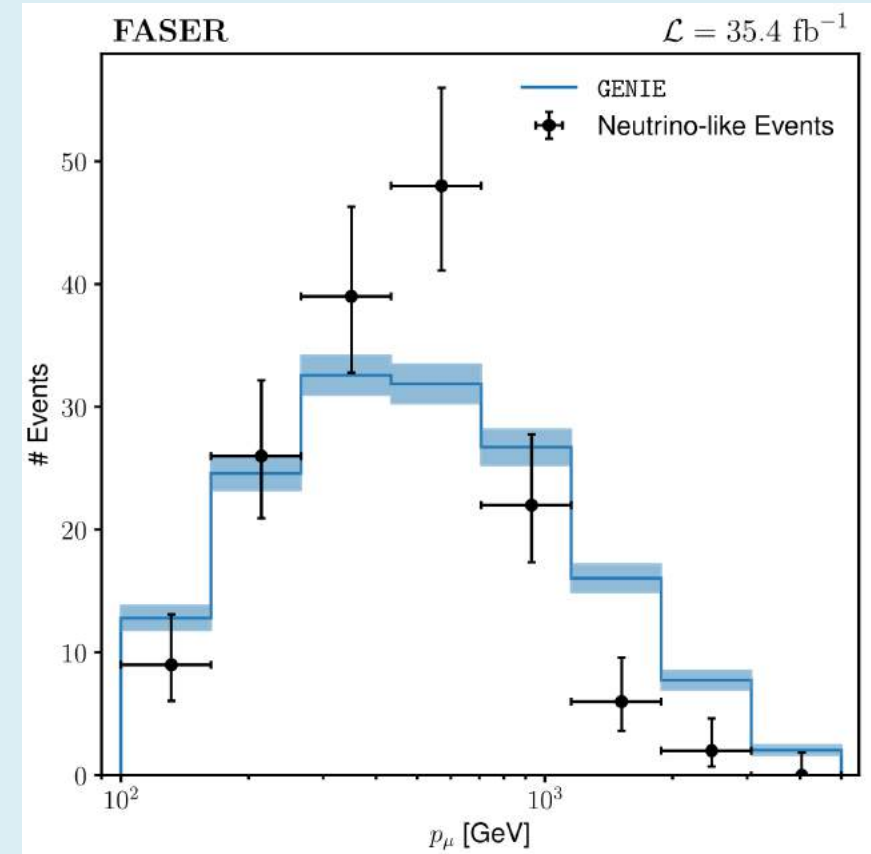 FASER
ℒ = 35.4 fb⁻¹
GENIE
Neutrino-like Events
# Events
50
40
30
20
10
0
10²
10³
pμ [GeV]